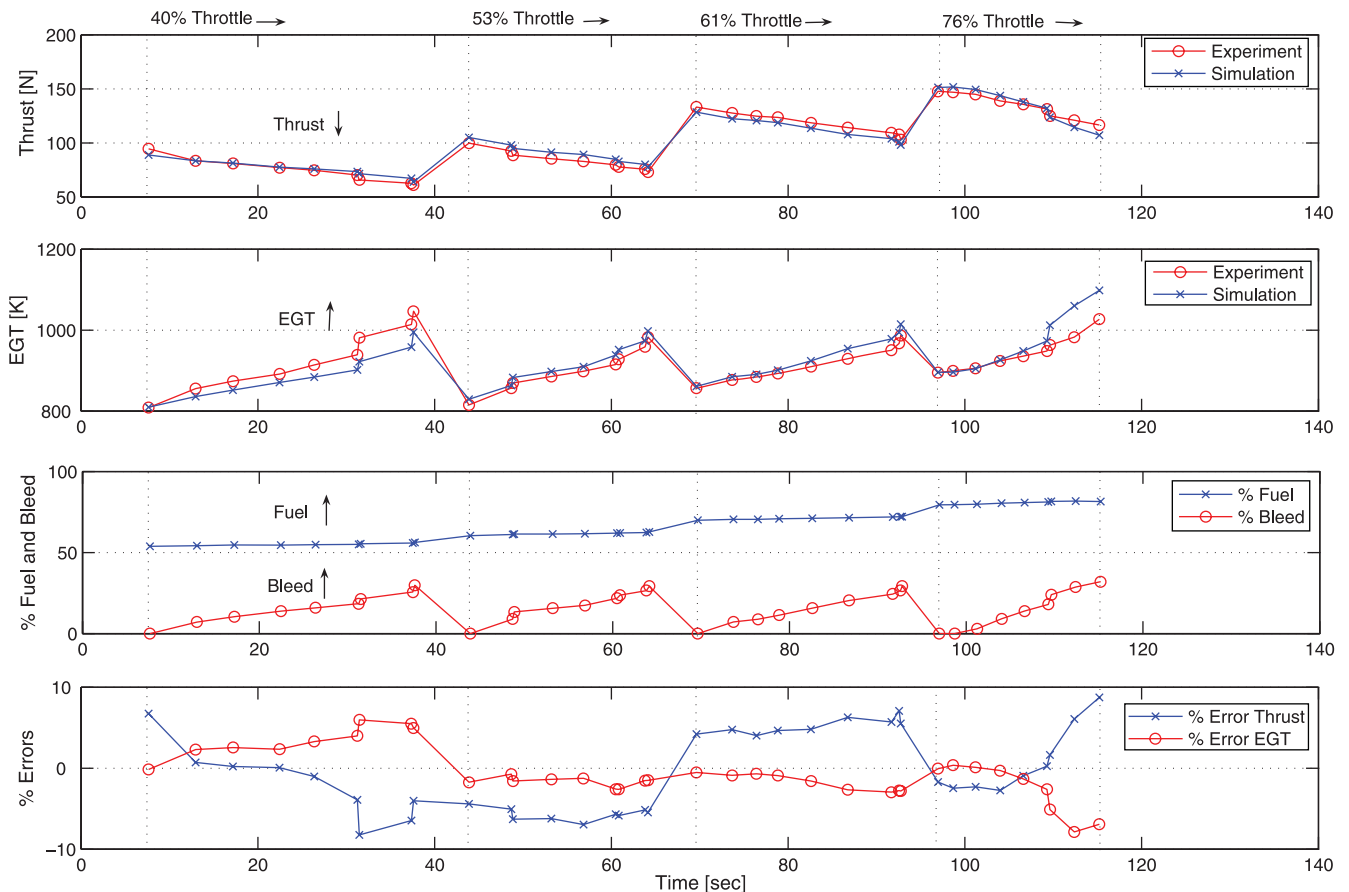 40% Throttle
53% Throttle
61% Throttle
76% Throttle
200
150
100
50
Thrust [N]
Thrust
Experiment
Simulation
0 20 40 60 80 100 120 140
1200
1000
800
EGT [K]
EGT
Experiment
Simulation
0 20 40 60 80 100 120 140
100
50
0
% Fuel and Bleed
Fuel
Bleed
% Fuel
% Bleed
0 20 40 60 80 100 120 140
10
0
−10
% Errors
% Error Thrust
% Error EGT
0 20 40 60 80 100 120 140
Time [sec]